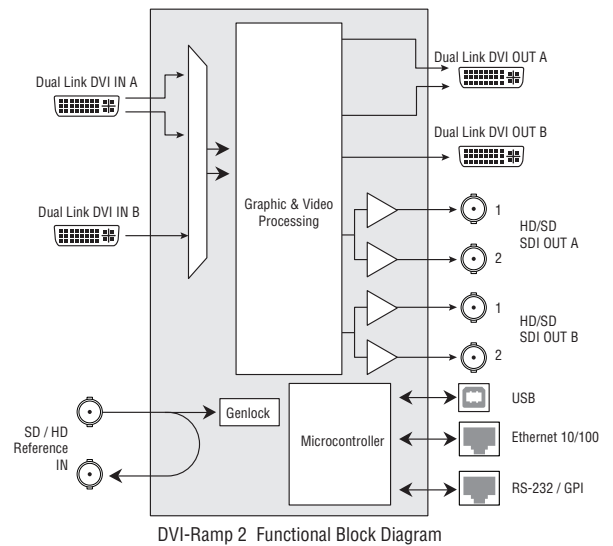 Dual Link DVI IN A
Dual Link DVI IN B
Graphic & Video
Processing
Dual Link DVI OUT A
Dual Link DVI OUT B
1
HD/SD
SDI OUT A
2
1
HD/SD
SDI OUT B
2
SD / HD
Reference
IN
Genlock
Microcontroller
USB
Ethernet 10/100
RS-232 / GPI
DVI-Ramp 2 Functional Block Diagram